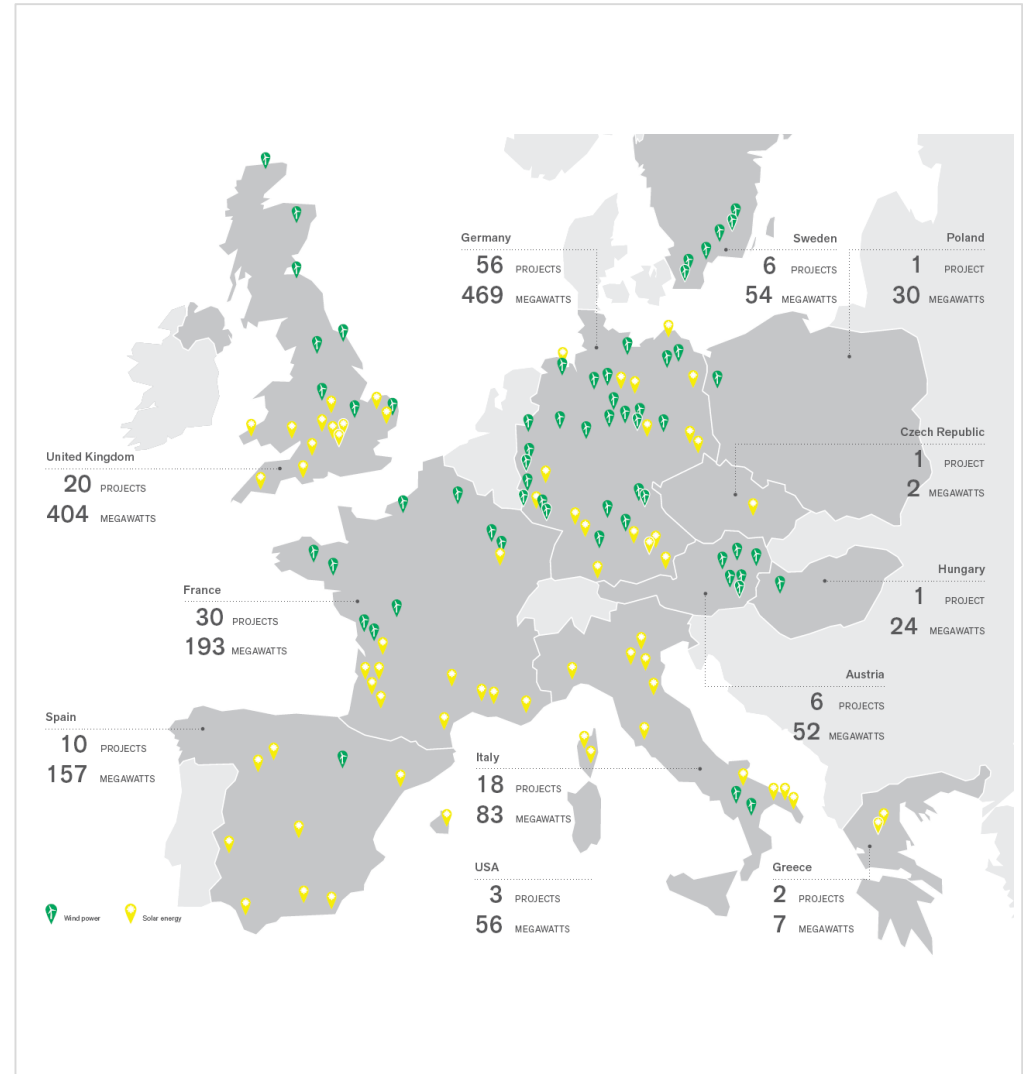 Germany
56 PROJECTS
469 MEGAWATTS
Sweden
6 PROJECTS
54 MEGAWATTS
Poland
1 PROJECT
30 MEGAWATTS
United Kingdom
20 PROJECTS
404 MEGAWATTS
Czech Republic
1 PROJECT
2 MEGAWATTS
France
30 PROJECTS
193 MEGAWATTS
Hungary
1 PROJECT
24 MEGAWATTS
Austria
6 PROJECTS
52 MEGAWATTS
Spain
10 PROJECTS
157 MEGAWATTS
Italy
18 PROJECTS
83 MEGAWATTS
USA
3 PROJECTS
56 MEGAWATTS
Greece
2 PROJECTS
7 MEGAWATTS
Wind power
Solar energy